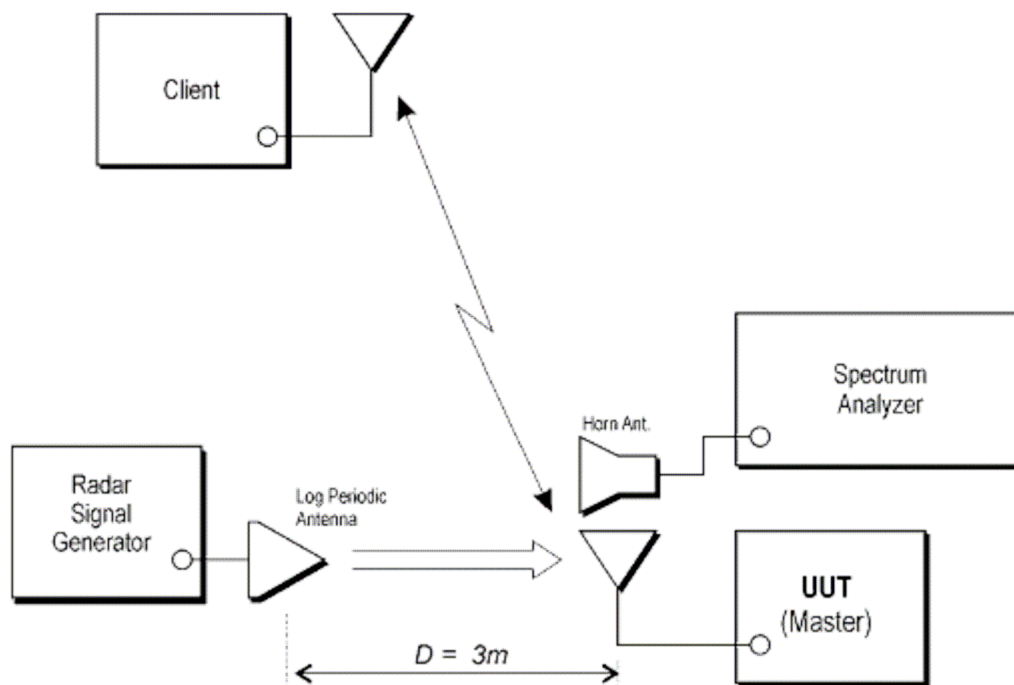 Client
Spectrum
Analyzer
Horn Ant.
Radar
Signal
Generator
Log Periodic
Antenna
UUT
(Master)
D = 3m